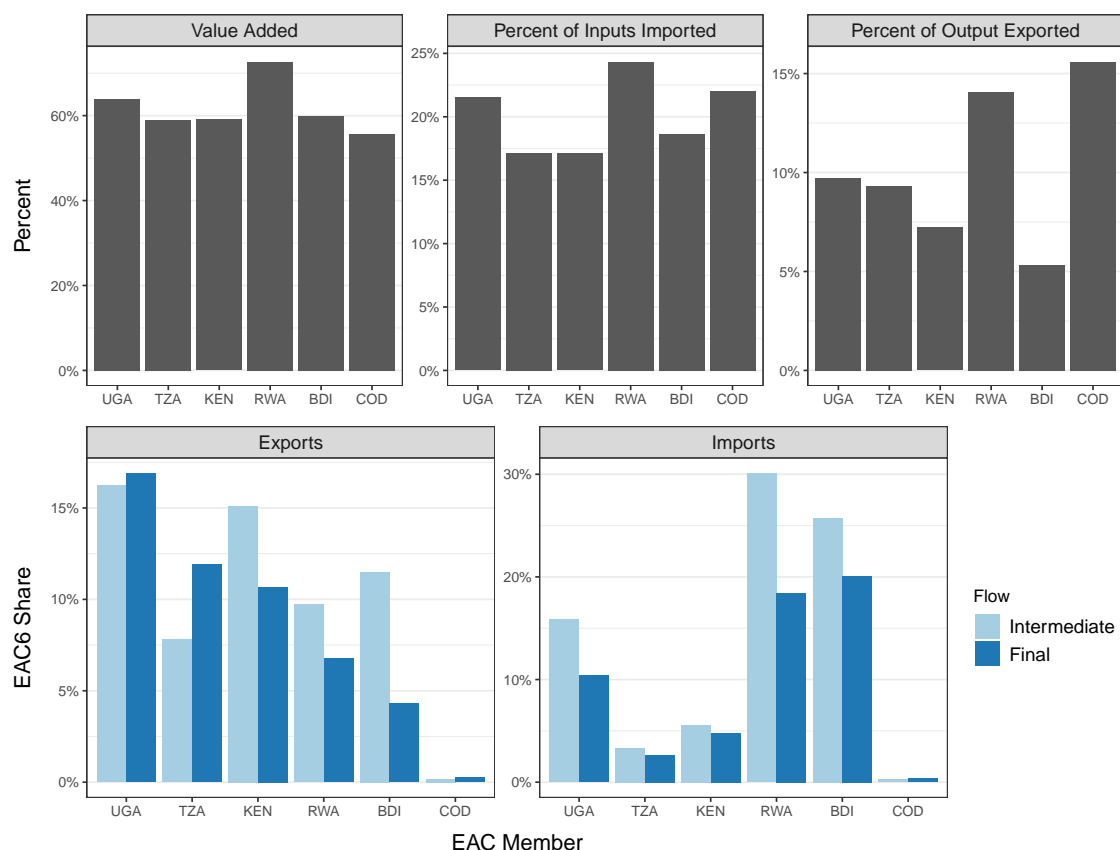 Value Added
Percent of Inputs Imported
Percent of Output Exported
Percent
60%
40%
20%
0%
UGA TZA KEN RWA BDI COD
25%
20%
15%
10%
5%
0%
UGA TZA KEN RWA BDI COD
15%
10%
5%
0%
UGA TZA KEN RWA BDI COD
Exports
Imports
EAC6 Share
15%
10%
5%
0%
UGA TZA KEN RWA BDI COD
30%
20%
10%
0%
UGA TZA KEN RWA BDI COD
EAC Member
Flow
Intermediate
Final